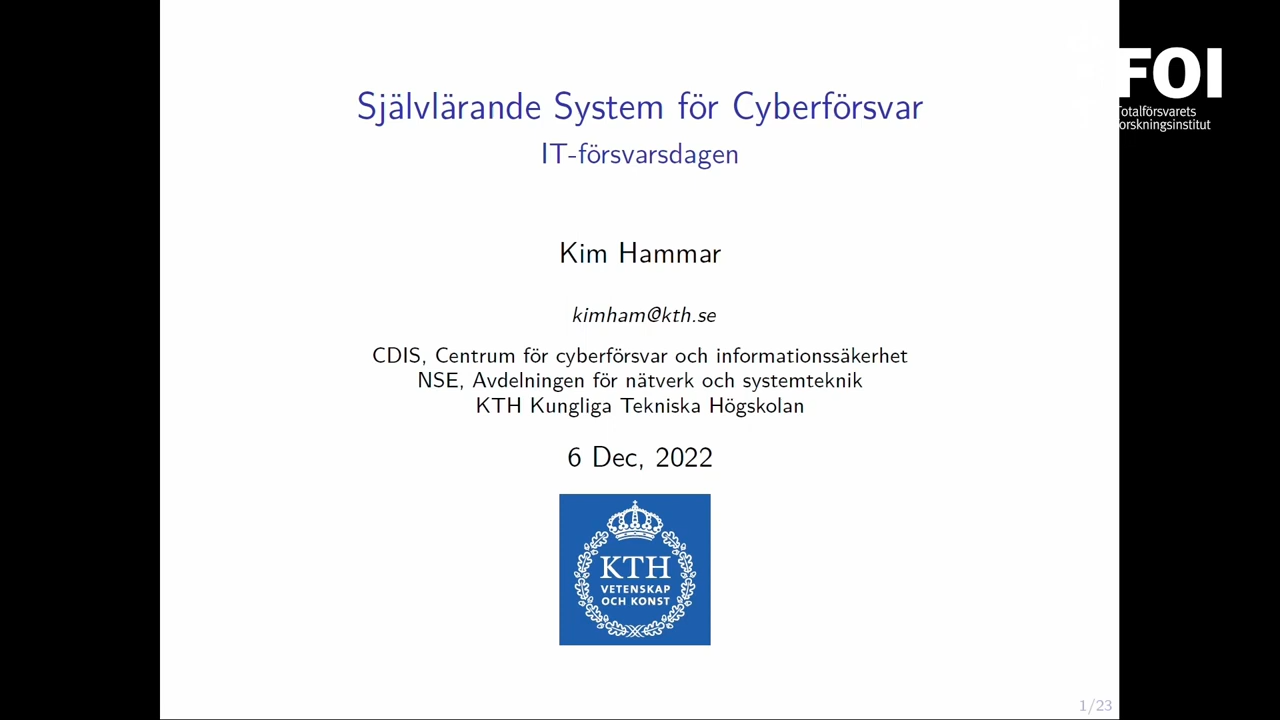 Självlärande System för Cyberförsvar
IT-försvarsdagen
Kim Hammar
kimham@kth.se
CDIS, Centrum för cyberförsvar och informationssäkerhet
NSE, Avdelningen för nätverk och systemteknik
KTH Kungliga Tekniska Högskolan
6 Dec, 2022
KTH
VETENSKAP
OCH KONST
FOI
Totalförsvarets
orskningsinstitut
1/23